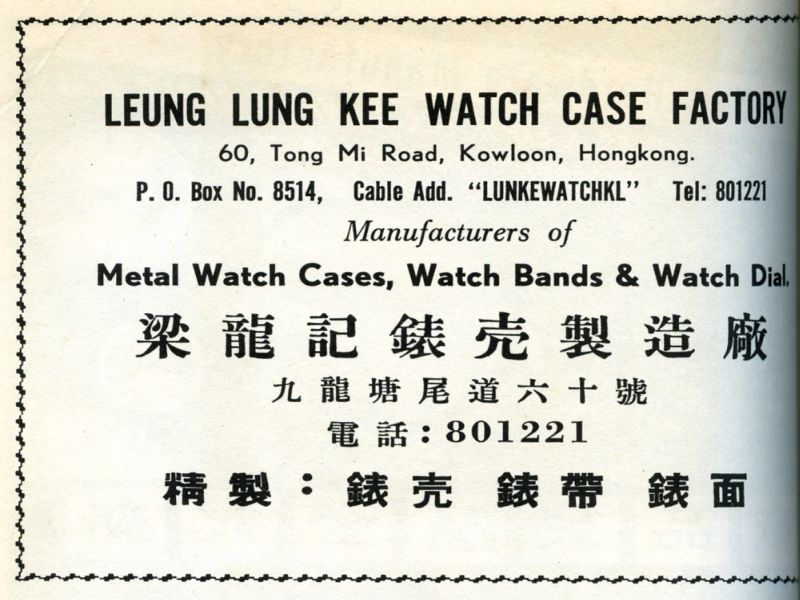 LEUNG LUNG KEE WATCH CASE FACTORY
60, Tong Mi Road, Kowloon, Hongkong.
P. O. Box No. 8514, Cable Add. "LUNKEWATCHKL" Tel: 801221
Manufacturers of
Metal Watch Cases, Watch Bands & Watch Dial.
梁龍記錶壳製造廠
九龍塘尾道六十號
電話：801221
精製：錶壳 錶帶 錶面